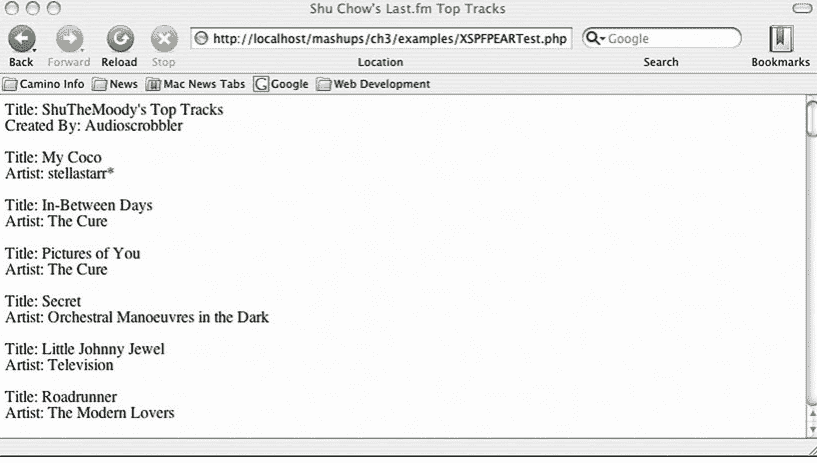 Shu Chow's Last.fm Top Tracks
http://localhost/mashups/ch3/examples/XSPFPEARTest.php
Google
Back Forward Reload Stop Location Search Bookmarks
Camino Info News Mac News Tabs Google Web Development
Title: ShuTheMoody's Top Tracks
Created By: Audioscrobbler
Title: My Coco
Artist: stellastarr*
Title: In-Between Days
Artist: The Cure
Title: Pictures of You
Artist: The Cure
Title: Secret
Artist: Orchestral Manoeuvres in the Dark
Title: Little Johnny Jewel
Artist: Television
Title: Roadrunner
Artist: The Modern Lovers